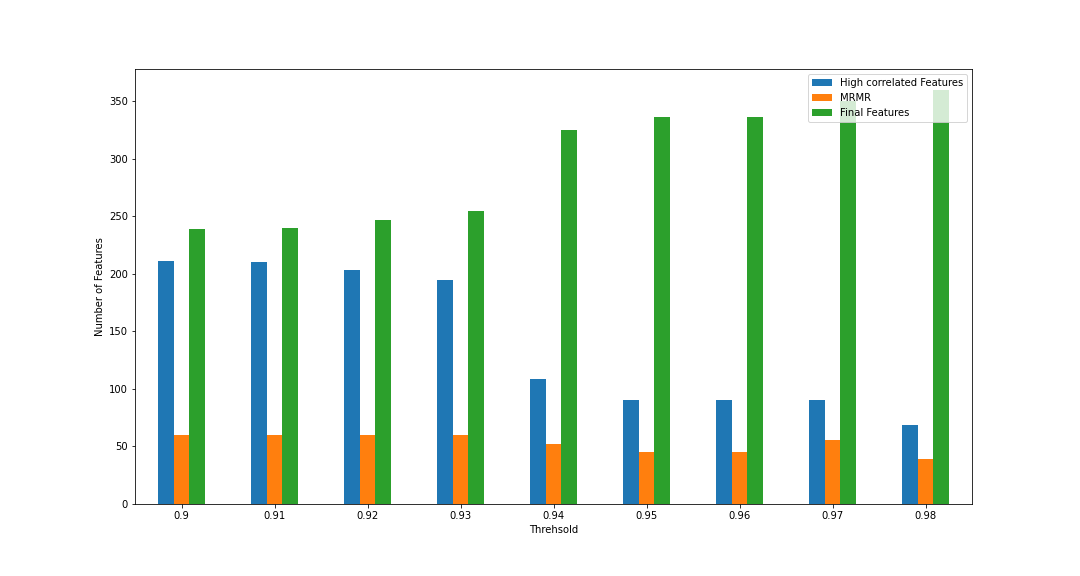 High correlated Features
MRMR
Final Features
Number of Features
350
300
250
200
150
100
50
0
0.9 0.91 0.92 0.93 0.94 0.95 0.96 0.97 0.98
Threhsold